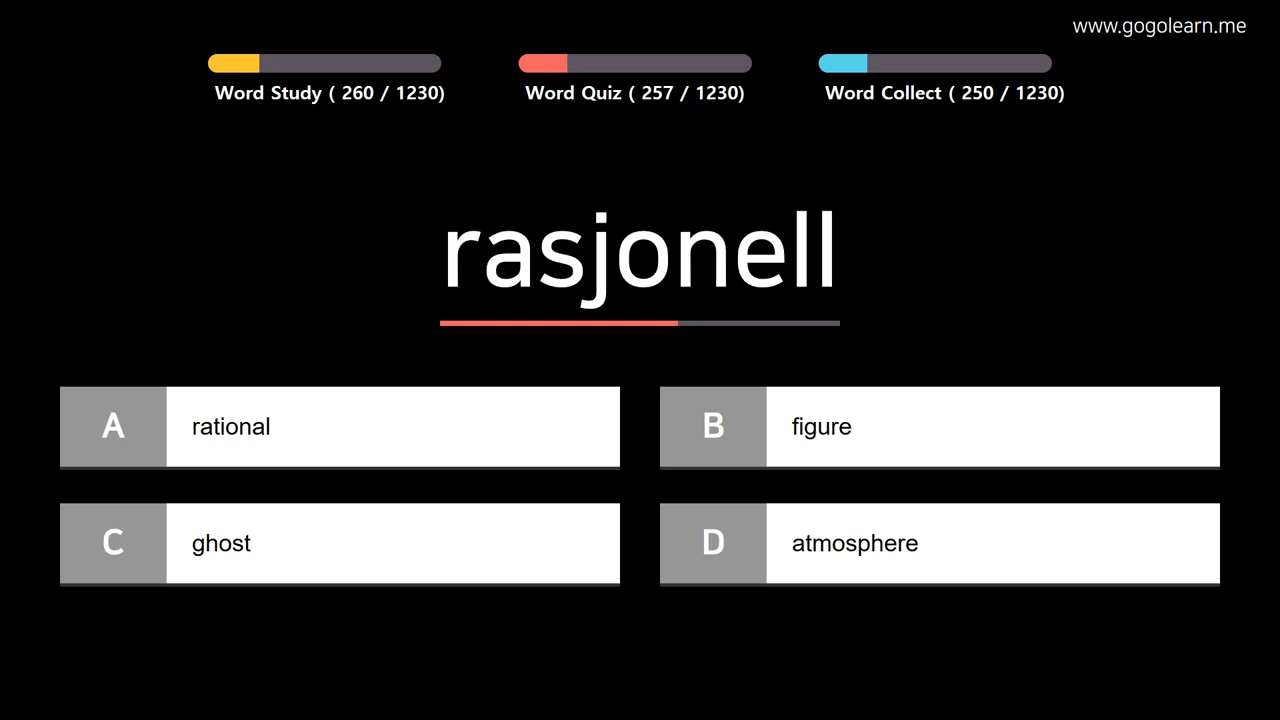 www.gogolearn.me
Word Study ( 260 / 1230)
Word Quiz ( 257 / 1230)
Word Collect ( 250 / 1230)
rasjonell
A rational
B figure
C ghost
D atmosphere